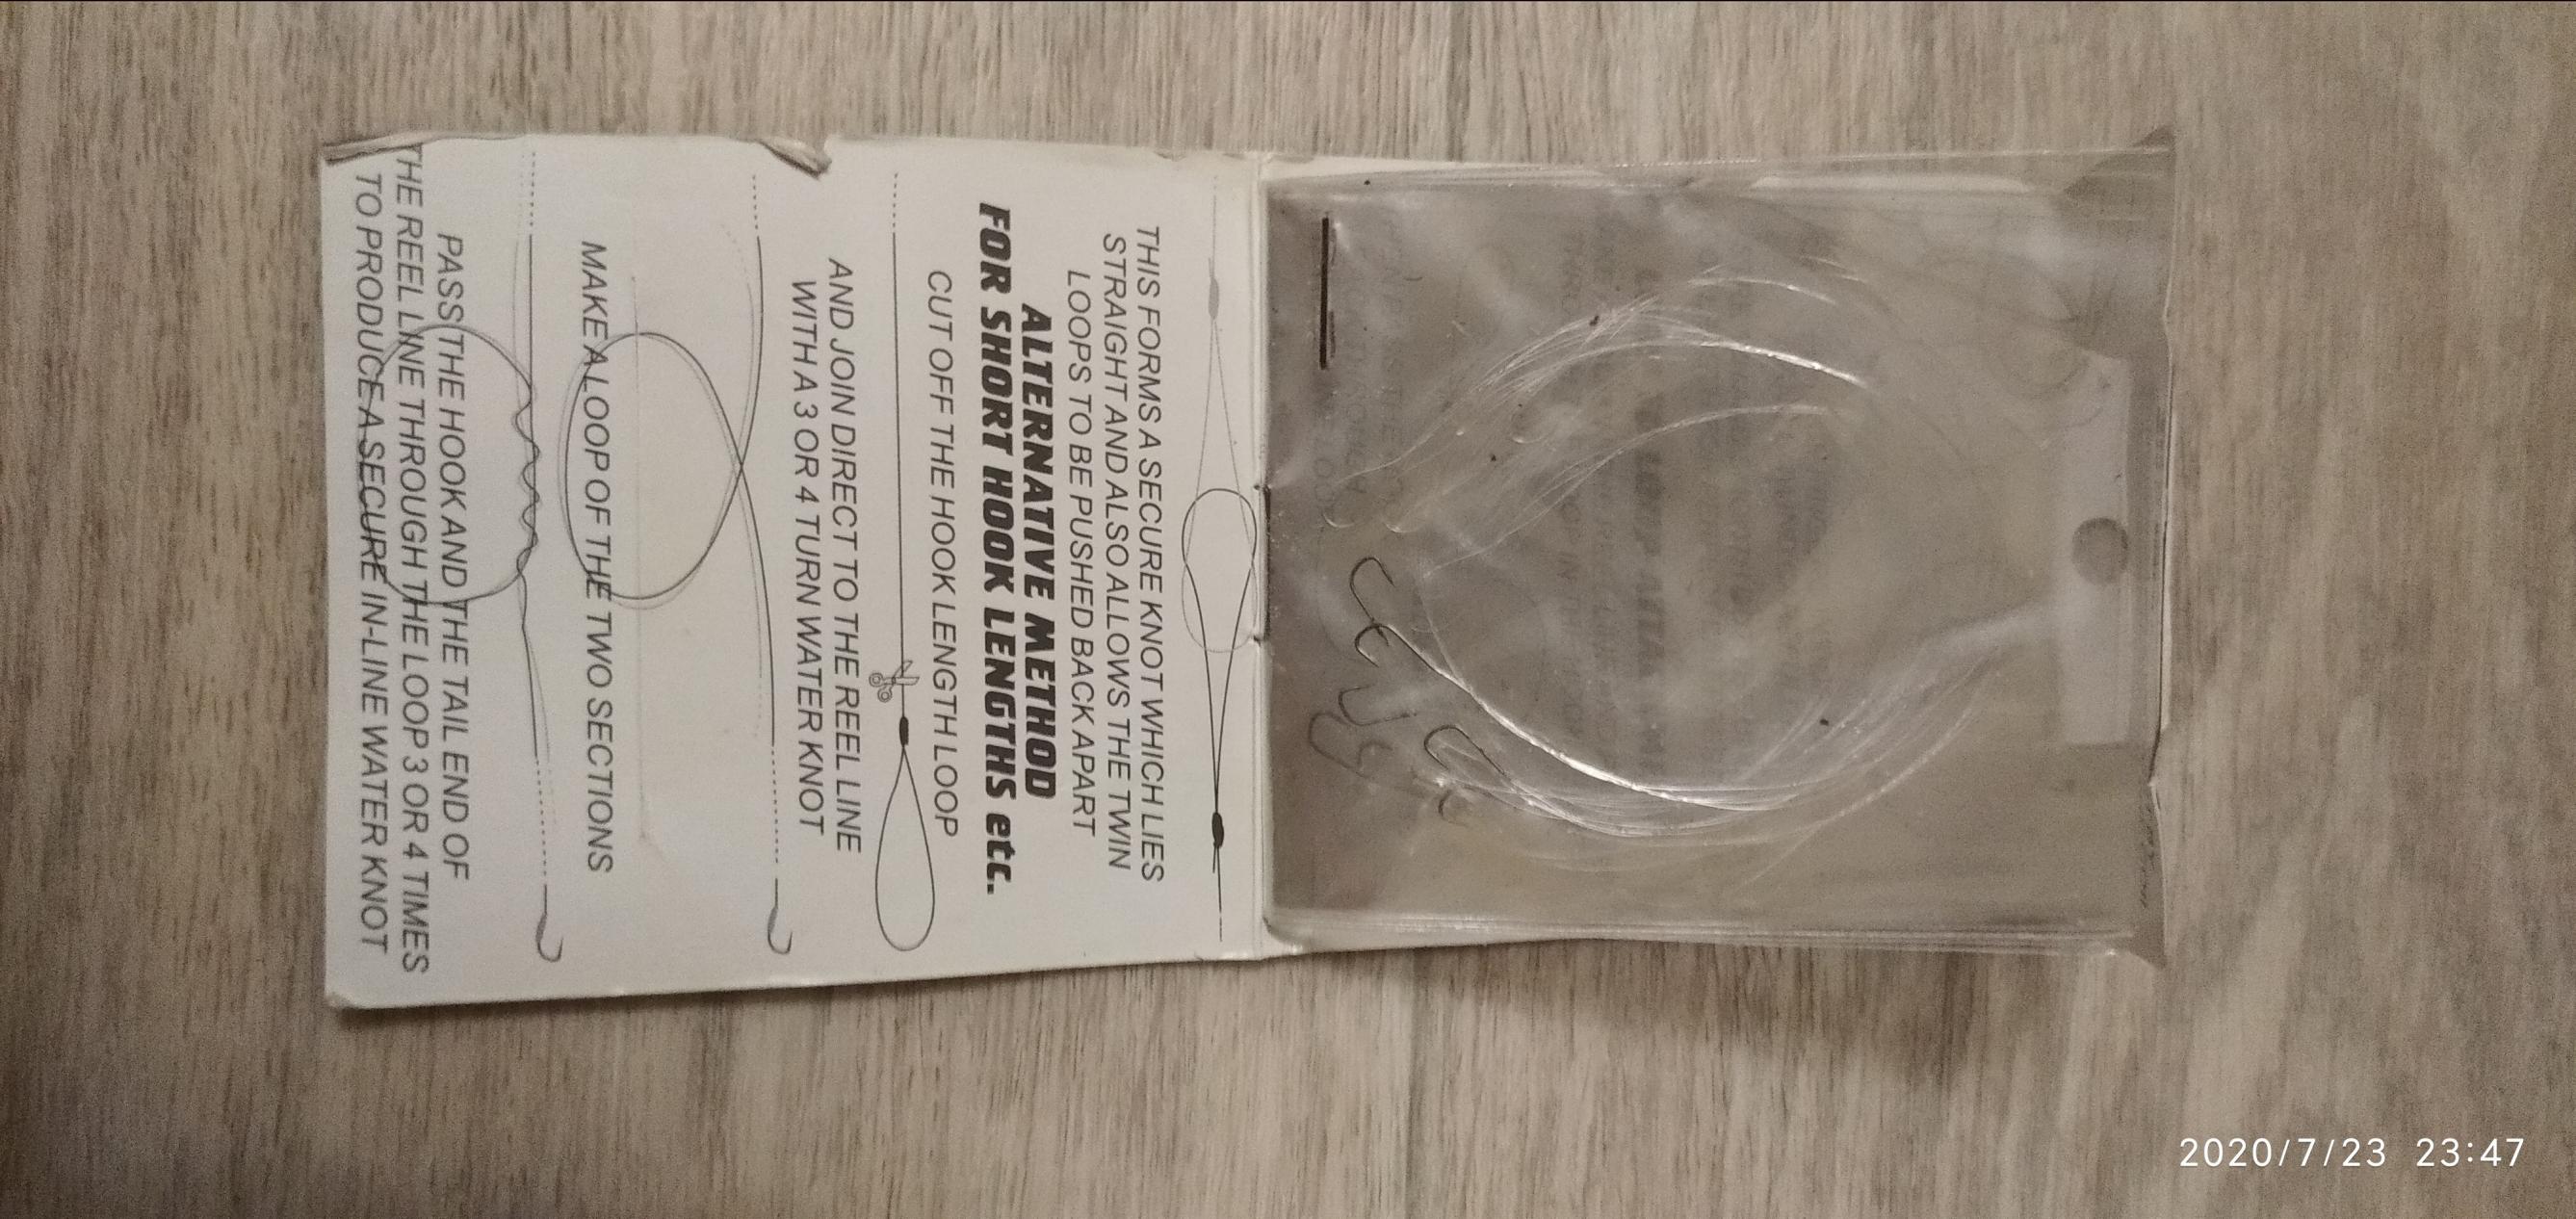 THIS FORMS A SECURE KNOT WHICH LIES
STRAIGHT AND ALSO ALLOWS THE TWIN
LOOPS TO BE PUSHED BACK APART
ALTERNATIVE METHOD
FOR SHORT HOOK LENGTHS etc.
CUT OFF THE HOOK LENGTH LOOP
AND JOIN DIRECT TO THE REEL LINE
WITH A 3 OR 4 TURN WATER KNOT
MAKE A LOOP OF THE TWO SECTIONS
PASS THE HOOK AND THE TAIL END OF
THE REEL LINE THROUGH THE LOOP 3 OR 4 TIMES
TO PRODUCE A SECURE IN-LINE WATER KNOT
2020/7/23 23:47